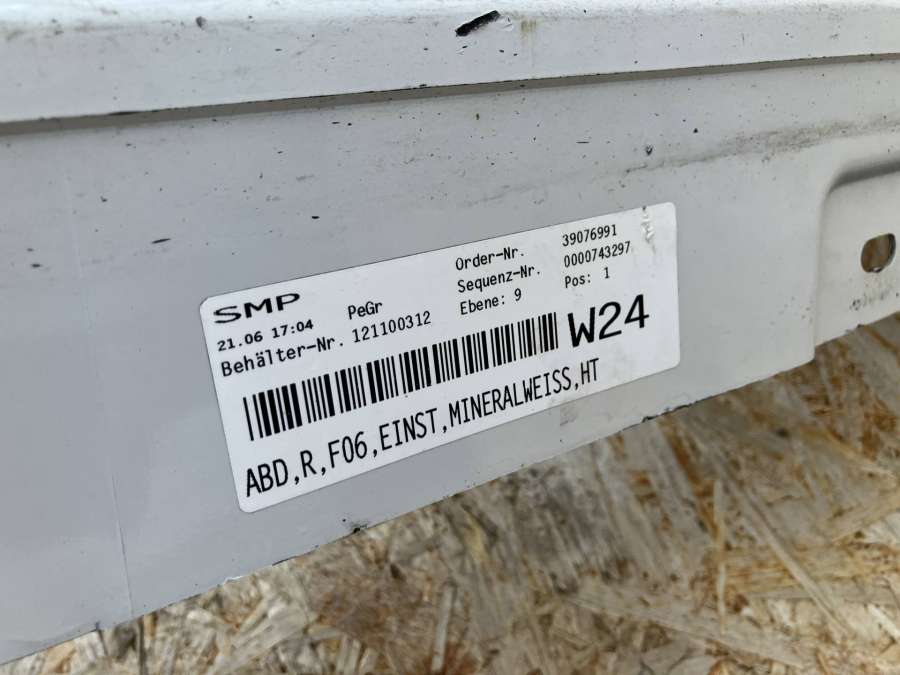 SMP
21.06 17:04 PeGr
Behälter-Nr. 121100312
Order-Nr. 39076991
Sequenz-Nr. 0000743297
Ebene: 9 Pos: 1
W24
ABD,R,F06,EINST,MINERALWEISS,HT